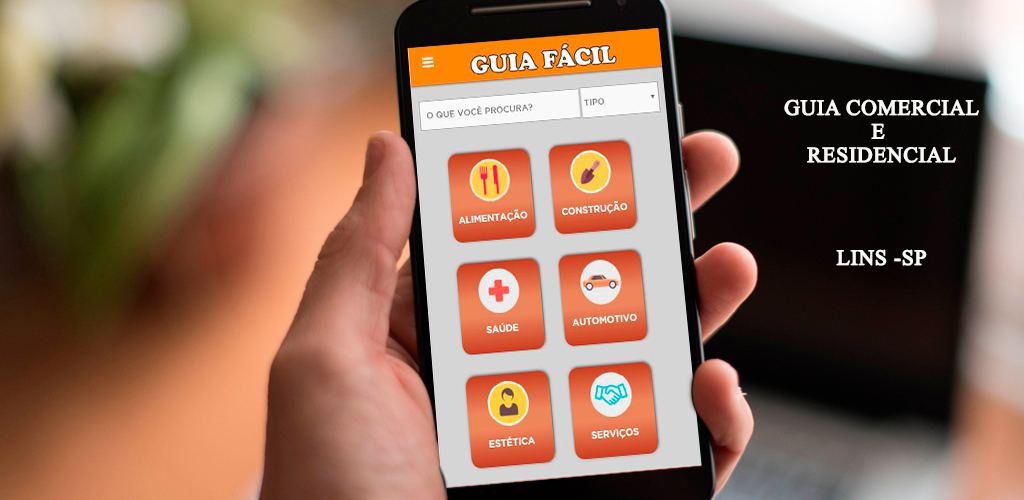 GUIA FÁCIL
O QUE VOCÊ PROCURA?
TIPO
ALIMENTAÇÃO
CONSTRUÇÃO
SAÚDE
AUTOMOTIVO
ESTÉTICA
SERVIÇOS
GUIA COMERCIAL
E
RESIDENCIAL
LINS -SP